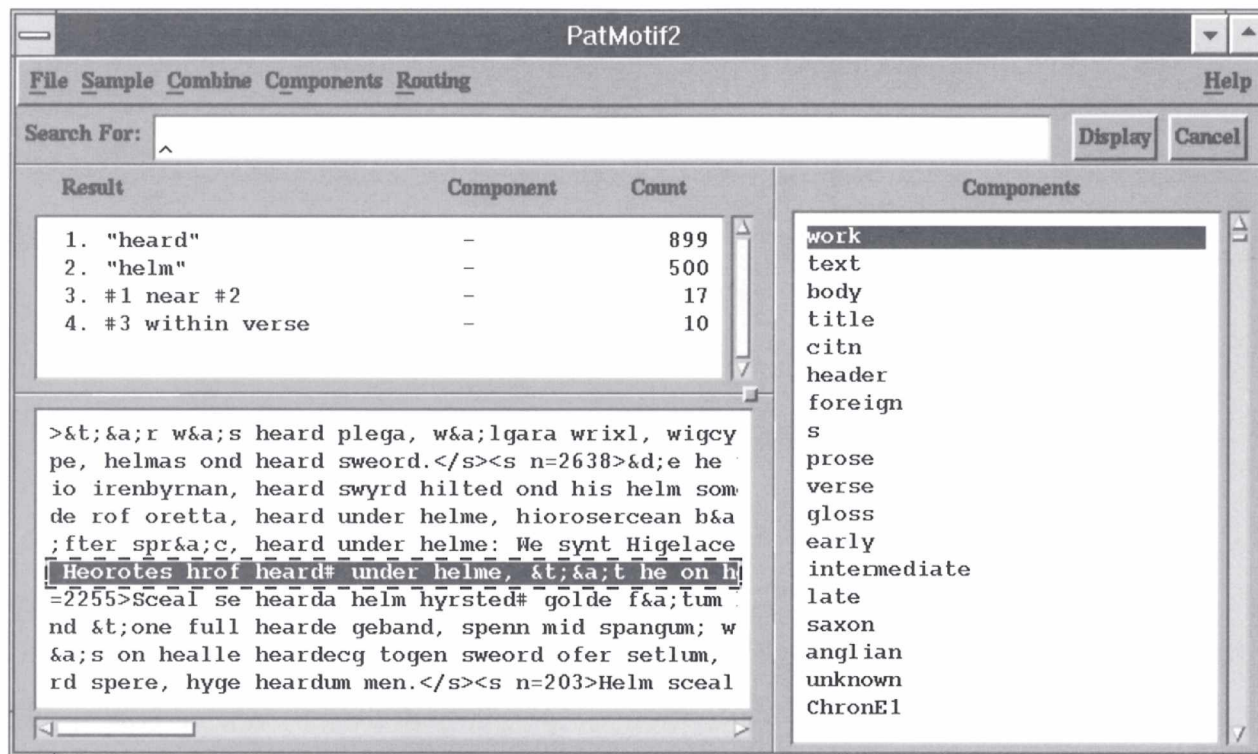 PatMotif2
File Sample Combine Components Routing Help
Search For: ^ Display Cancel
Result Component Count
1. "heard" - 899
2. "helm" - 500
3. #1 near #2 - 17
4. #3 within verse - 10
>&t;&a;r w&a;s heard plega, w&a;lgara wrixl, wigcy
pe, helmas ond heard sweord.</s><s n=2638>&d;e he
io irenbyrnan, heard swyrd hilted ond his helm som
de rof oretta, heard under helme, hiorosercean b&a
;fter spr&a;c, heard under helme: We synt Higelace
Heorotes hrof heard# under helme, &t;&a;t he on h
=2255>Sceal se hearda helm hyrsted# golde f&a;tum
nd &t;one full hearde geband, spenn mid spangum; w
&a;s on healle heardecg togen sweord ofer setlum,
rd spere, hyge heardum men.</s><s n=203>Helm sceal
Components
work
text
body
title
citn
header
foreign
s
prose
verse
gloss
early
intermediate
late
saxon
anglian
unknown
ChronE1